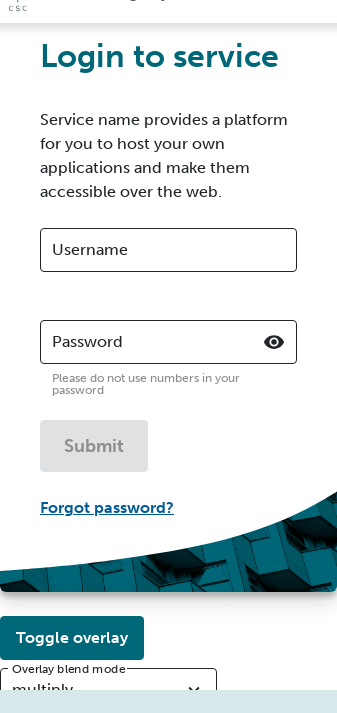 csc
Login to service
Service name provides a platform
for you to host your own
applications and make them
accessible over the web.
Username
Password
Please do not use numbers in your
password
Submit
Forgot password?
Toggle overlay
Overlay blend mode
multiply